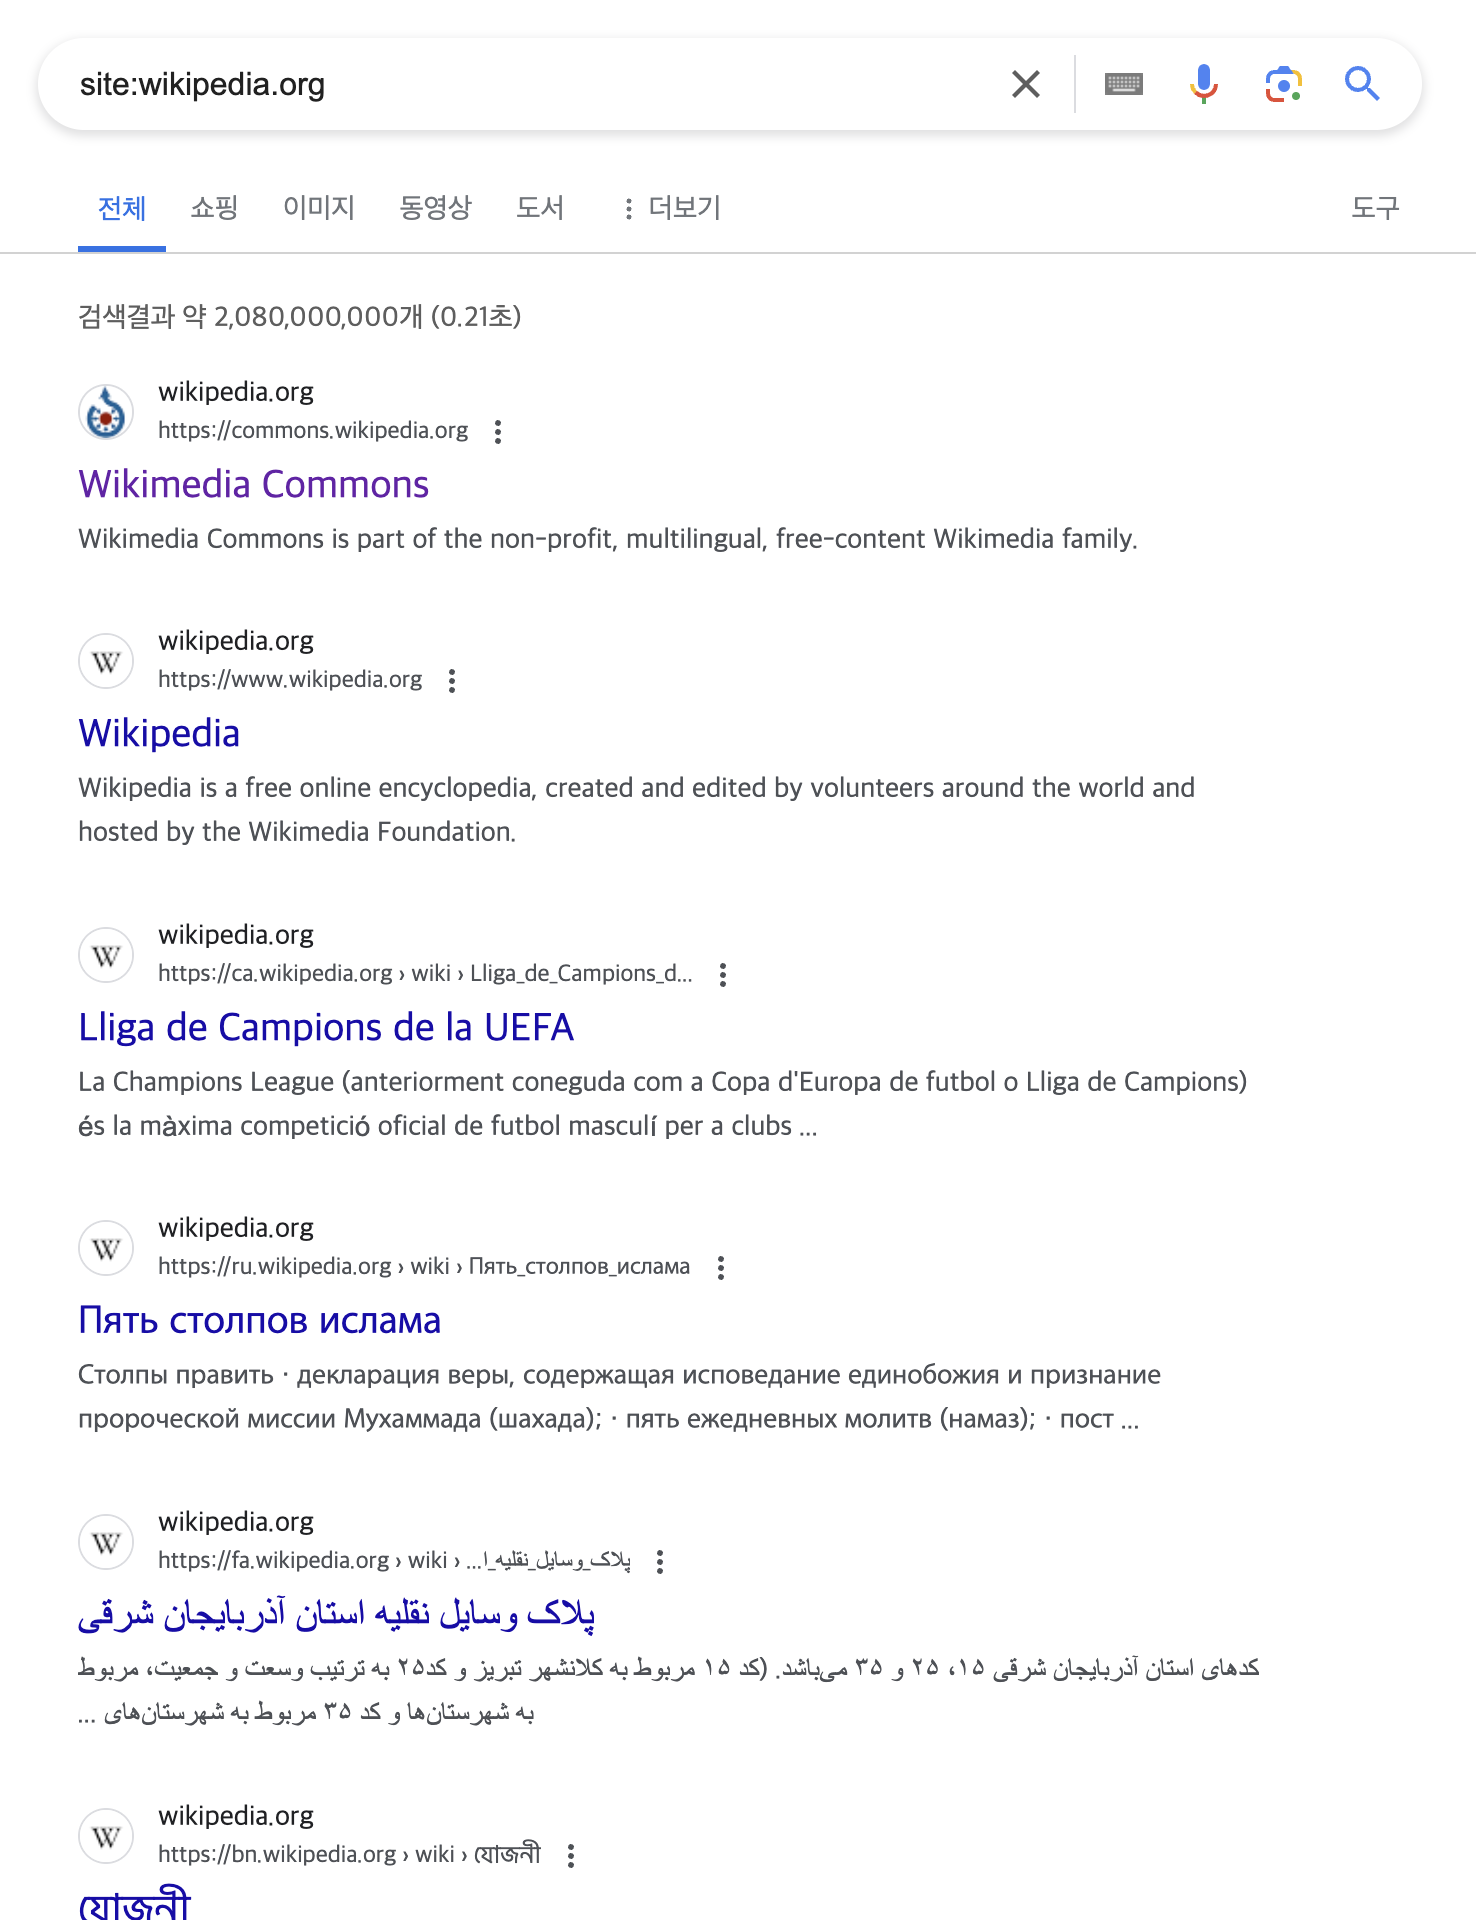 site:wikipedia.org
전체 쇼핑 이미지 동영상 도서 더보기 도구
검색결과 약 2,080,000,000개 (0.21초)
wikipedia.org
https://commons.wikipedia.org
Wikimedia Commons
Wikimedia Commons is part of the non-profit, multilingual, free-content Wikimedia family.
W
wikipedia.org
https://www.wikipedia.org
Wikipedia
Wikipedia is a free online encyclopedia, created and edited by volunteers around the world and
hosted by the Wikimedia Foundation.
W
wikipedia.org
https://ca.wikipedia.org › wiki › Lliga_de_Campions_d...
Lliga de Campions de la UEFA
La Champions League (anteriorment coneguda com a Copa d'Europa de futbol o Lliga de Campions)
és la màxima competició oficial de futbol masculí per a clubs ...
W
wikipedia.org
https://ru.wikipedia.org › wiki › Пять_столпов_ислама
Пять столпов ислама
Столпы править · декларация веры, содержащая исповедание единобожия и признание
пророческой миссии Мухаммада (шахада); · пять ежедневных молитв (намаз); · пост ...
W
wikipedia.org
https://fa.wikipedia.org › wiki › پلاک_وسایل_نقلیه_ا...
پلاک وسایل نقلیه استان آذربایجان شرقی
کدهای استان آذربایجان شرقی ۱۵، ۲۵ و ۳۵ می‌باشد. (کد ۱۵ مربوط به کلانشهر تبریز و کد۲۵ به ترتیب وسعت و جمعیت، مربوط
به شهرستان‌ها و کد ۳۵ مربوط به شهرستان‌های ...
W
wikipedia.org
https://bn.wikipedia.org › wiki › যোজনী
যোজনী